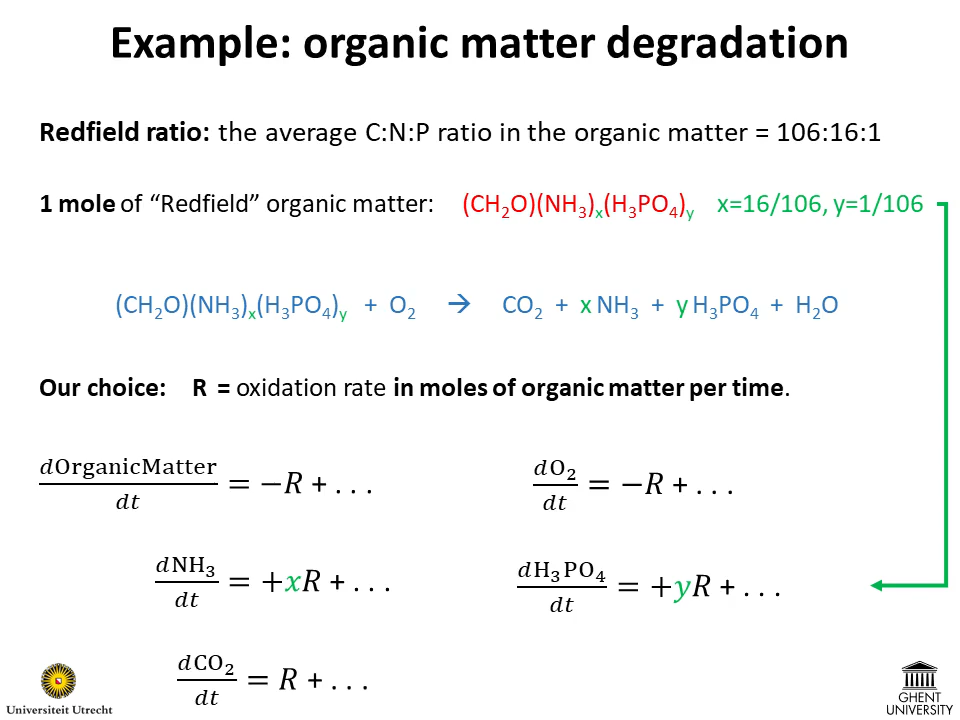 Example: organic matter degradation
Redfield ratio: the average C:N:P ratio in the organic matter = 106:16:1
1 mole of “Redfield” organic matter: (CH₂O)(NH₃)ₓ(H₃PO₄)ᵧ x=16/106, y=1/106
(CH₂O)(NH₃)ₓ(H₃PO₄)ᵧ + O₂ → CO₂ + x NH₃ + y H₃PO₄ + H₂O
Our choice: R = oxidation rate in moles of organic matter per time.
dOrganicMatter/dt = −R + . . . dO₂/dt = −R + . . .
dNH₃/dt = +xR + . . . dH₃PO₄/dt = +yR + . . .
dCO₂/dt = R + . . .
Universiteit Utrecht
GHENT
UNIVERSITY